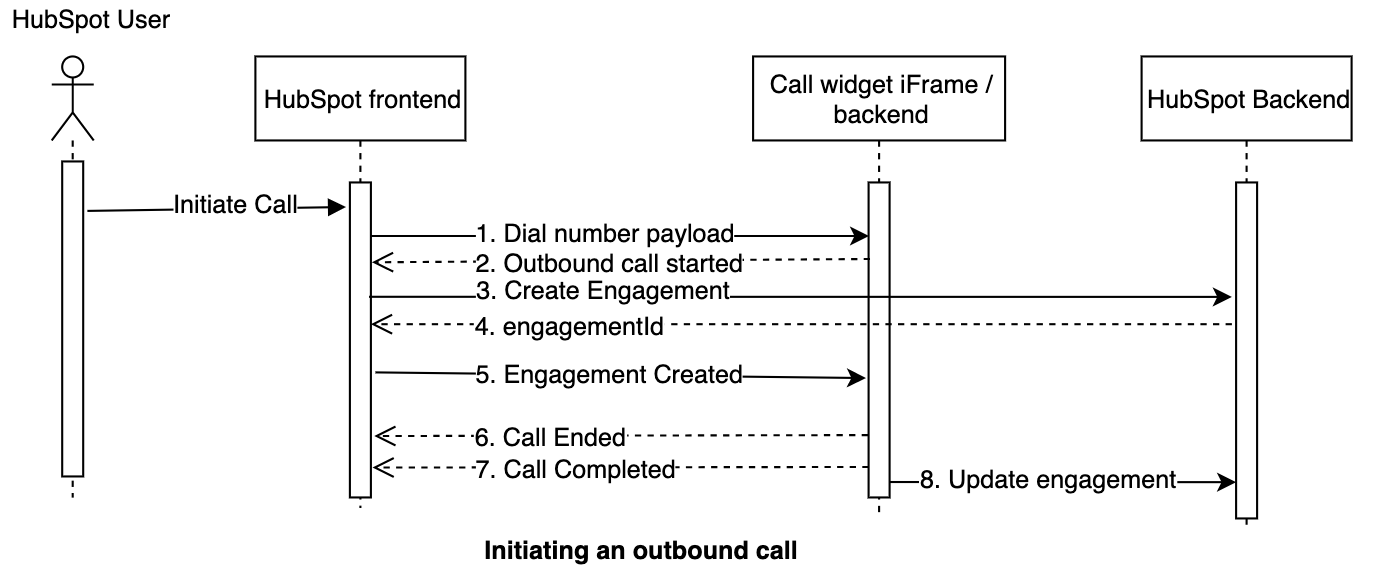 HubSpot User
HubSpot frontend
Call widget iFrame /
backend
HubSpot Backend
Initiate Call
1. Dial number payload
2. Outbound call started
3. Create Engagement
4. engagementId
5. Engagement Created
6. Call Ended
7. Call Completed
8. Update engagement
Initiating an outbound call